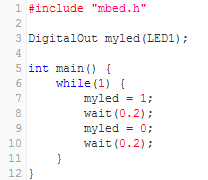 1 #include "mbed.h"
2
3 DigitalOut myled(LED1);
4
5 int main() {
6     while(1) {
7         myled = 1;
8         wait(0.2);
9         myled = 0;
10         wait(0.2);
11     }
12 }